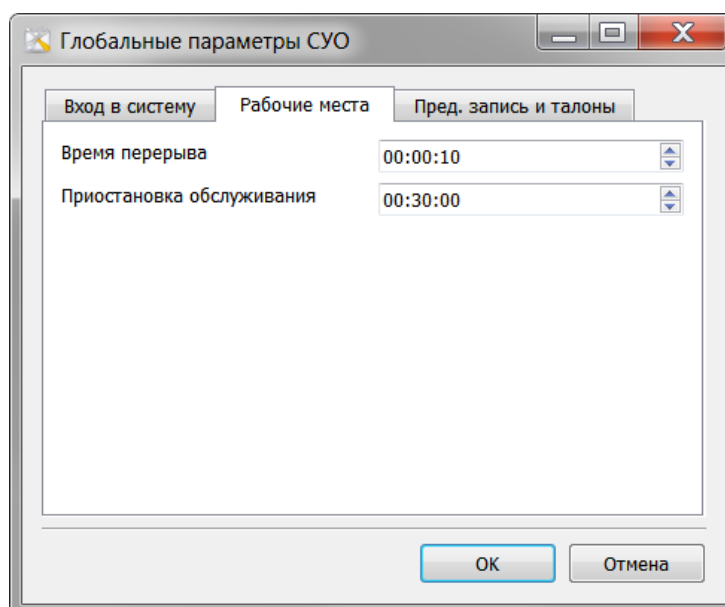 Глобальные параметры СУО
Вход в систему Рабочие места Пред. запись и талоны
Время перерыва 00:00:10
Приостановка обслуживания 00:30:00
ОК Отмена